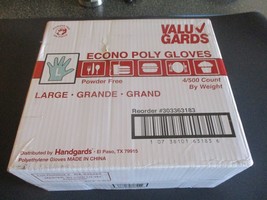 VALU
GARDS
ECONO POLY GLOVES
Powder Free
4/500 Count
By Weight
LARGE • GRANDE • GRAND
Reorder #303363183
Distributed by Handgards® • El Paso, TX 79915
Polyethylene Gloves MADE IN CHINA